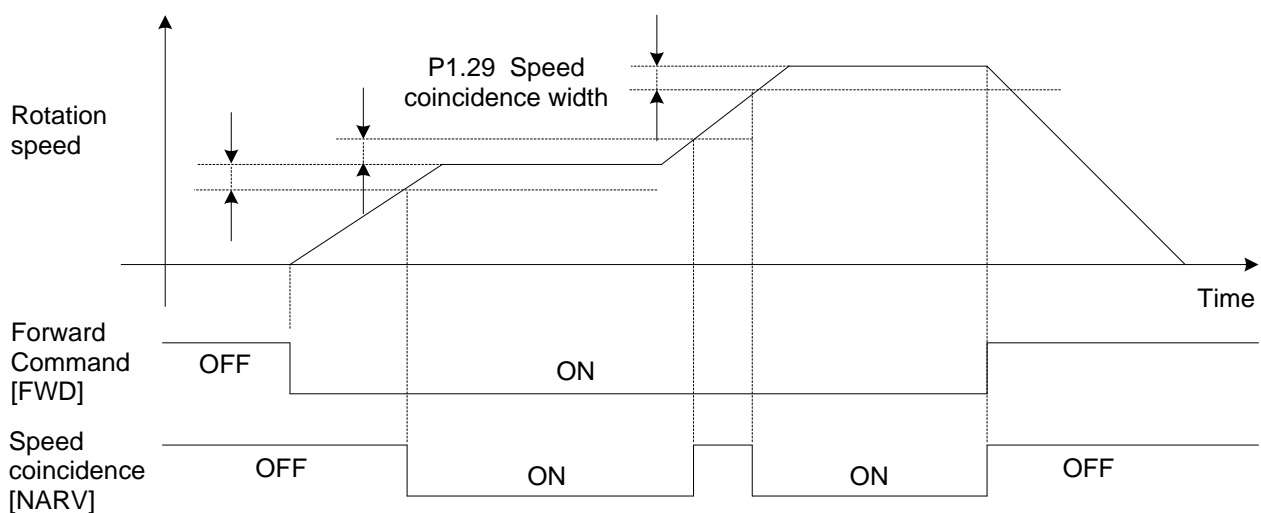 P1.29 Speed
coincidence width
Rotation
speed
Time
Forward
Command
[FWD]
OFF
ON
Speed
coincidence
[NARV]
OFF
ON
ON
OFF